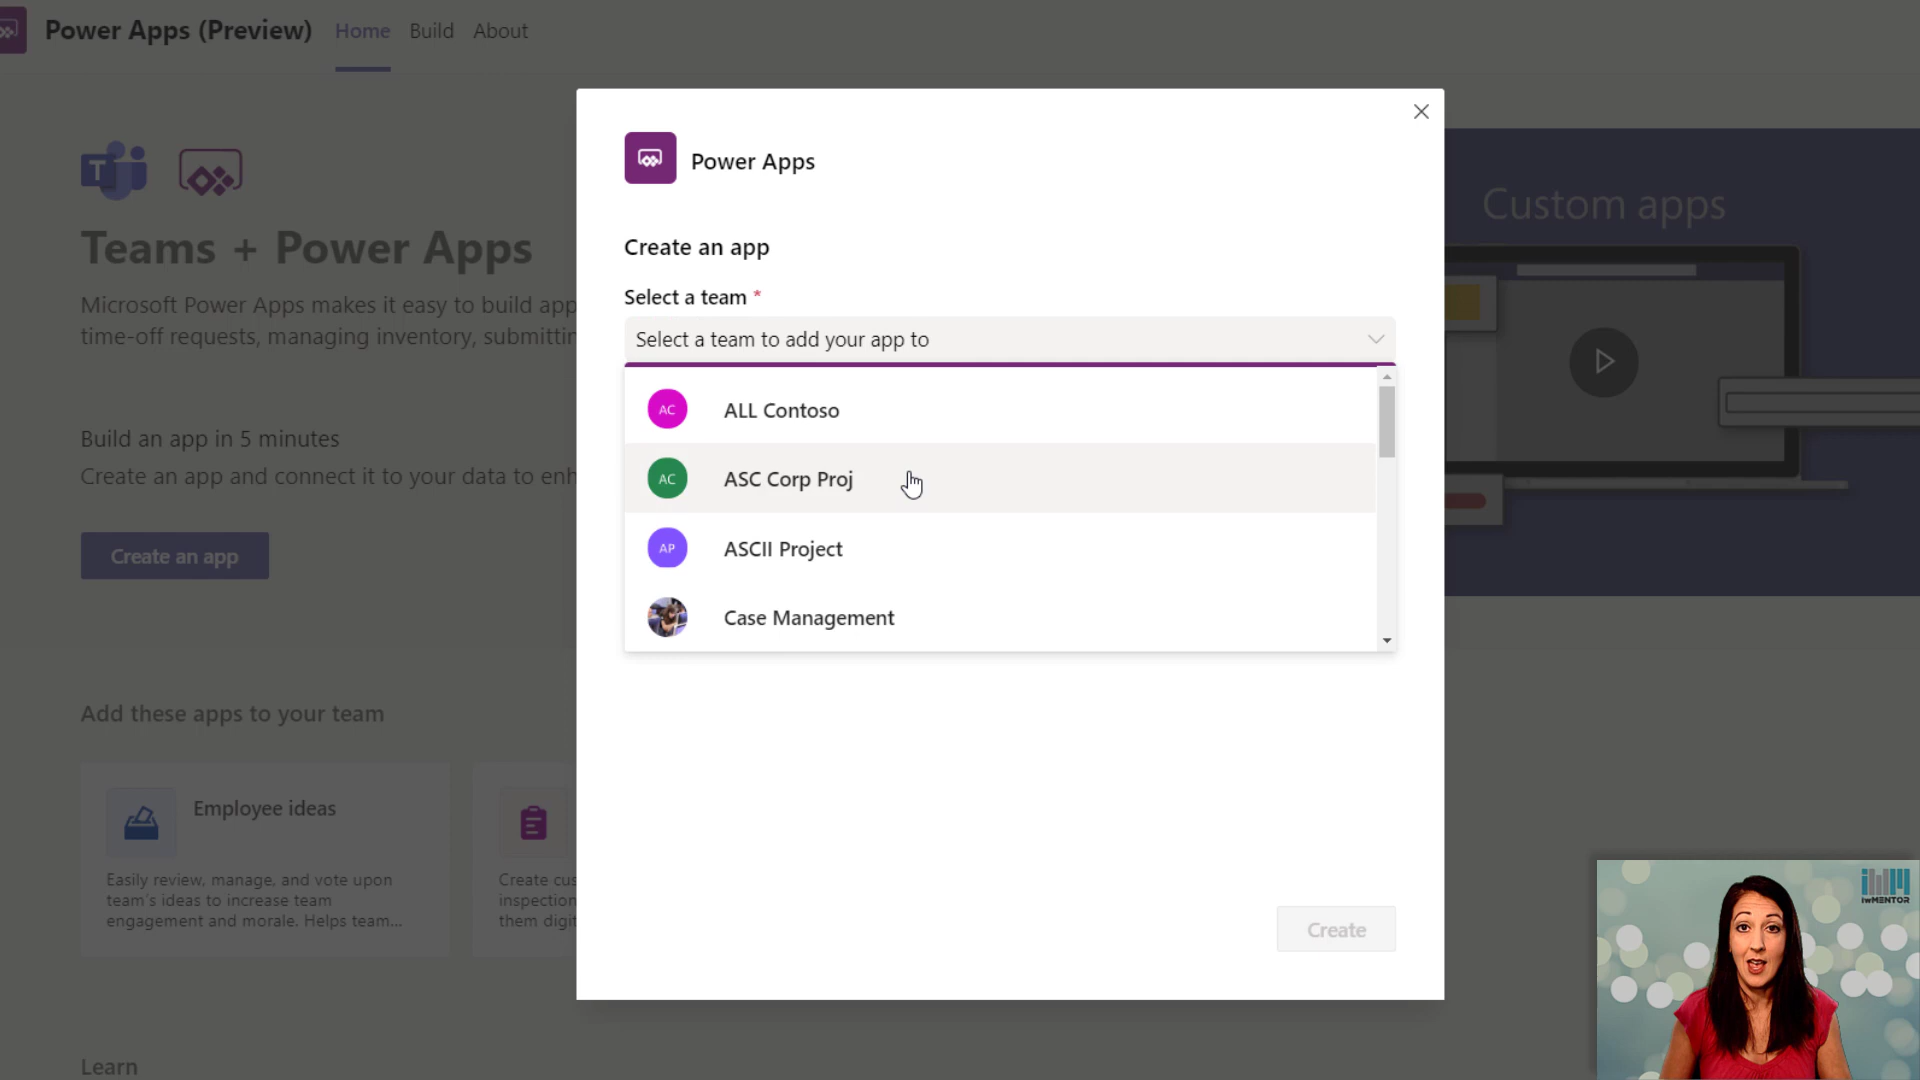 Power Apps (Preview) Home Build About
T
Teams + Power Apps
Microsoft Power Apps makes it easy to build app
time-off requests, managing inventory, submittin
Build an app in 5 minutes
Create an app and connect it to your data to enh
Create an app
Add these apps to your team
Employee ideas
Easily review, manage, and vote upon
team's ideas to increase team
engagement and morale. Helps team...
Create cus
inspection
them digit
Learn
Power Apps
Create an app
Select a team *
Select a team to add your app to
AC ALL Contoso
AC ASC Corp Proj
AP ASCII Project
Case Management
Create
Custom apps
iwM
iwMENTOR